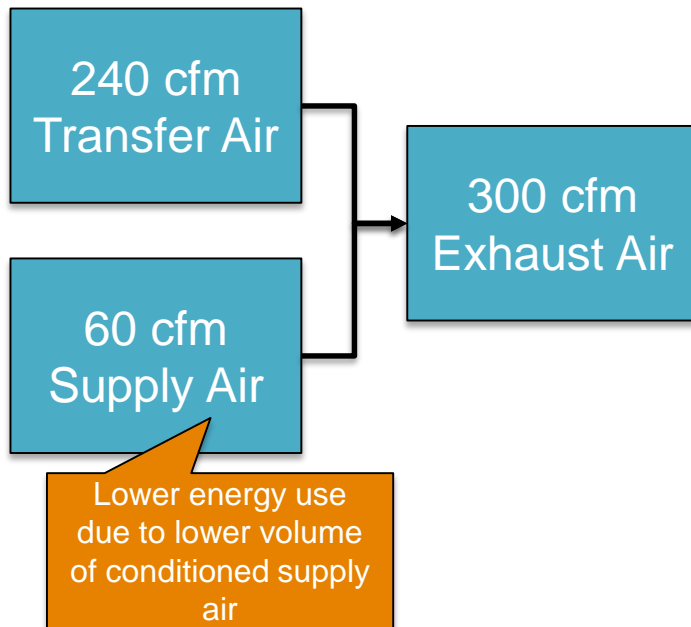 240 cfm
Transfer Air
300 cfm
Exhaust Air
60 cfm
Supply Air
Lower energy use
due to lower volume
of conditioned supply
air